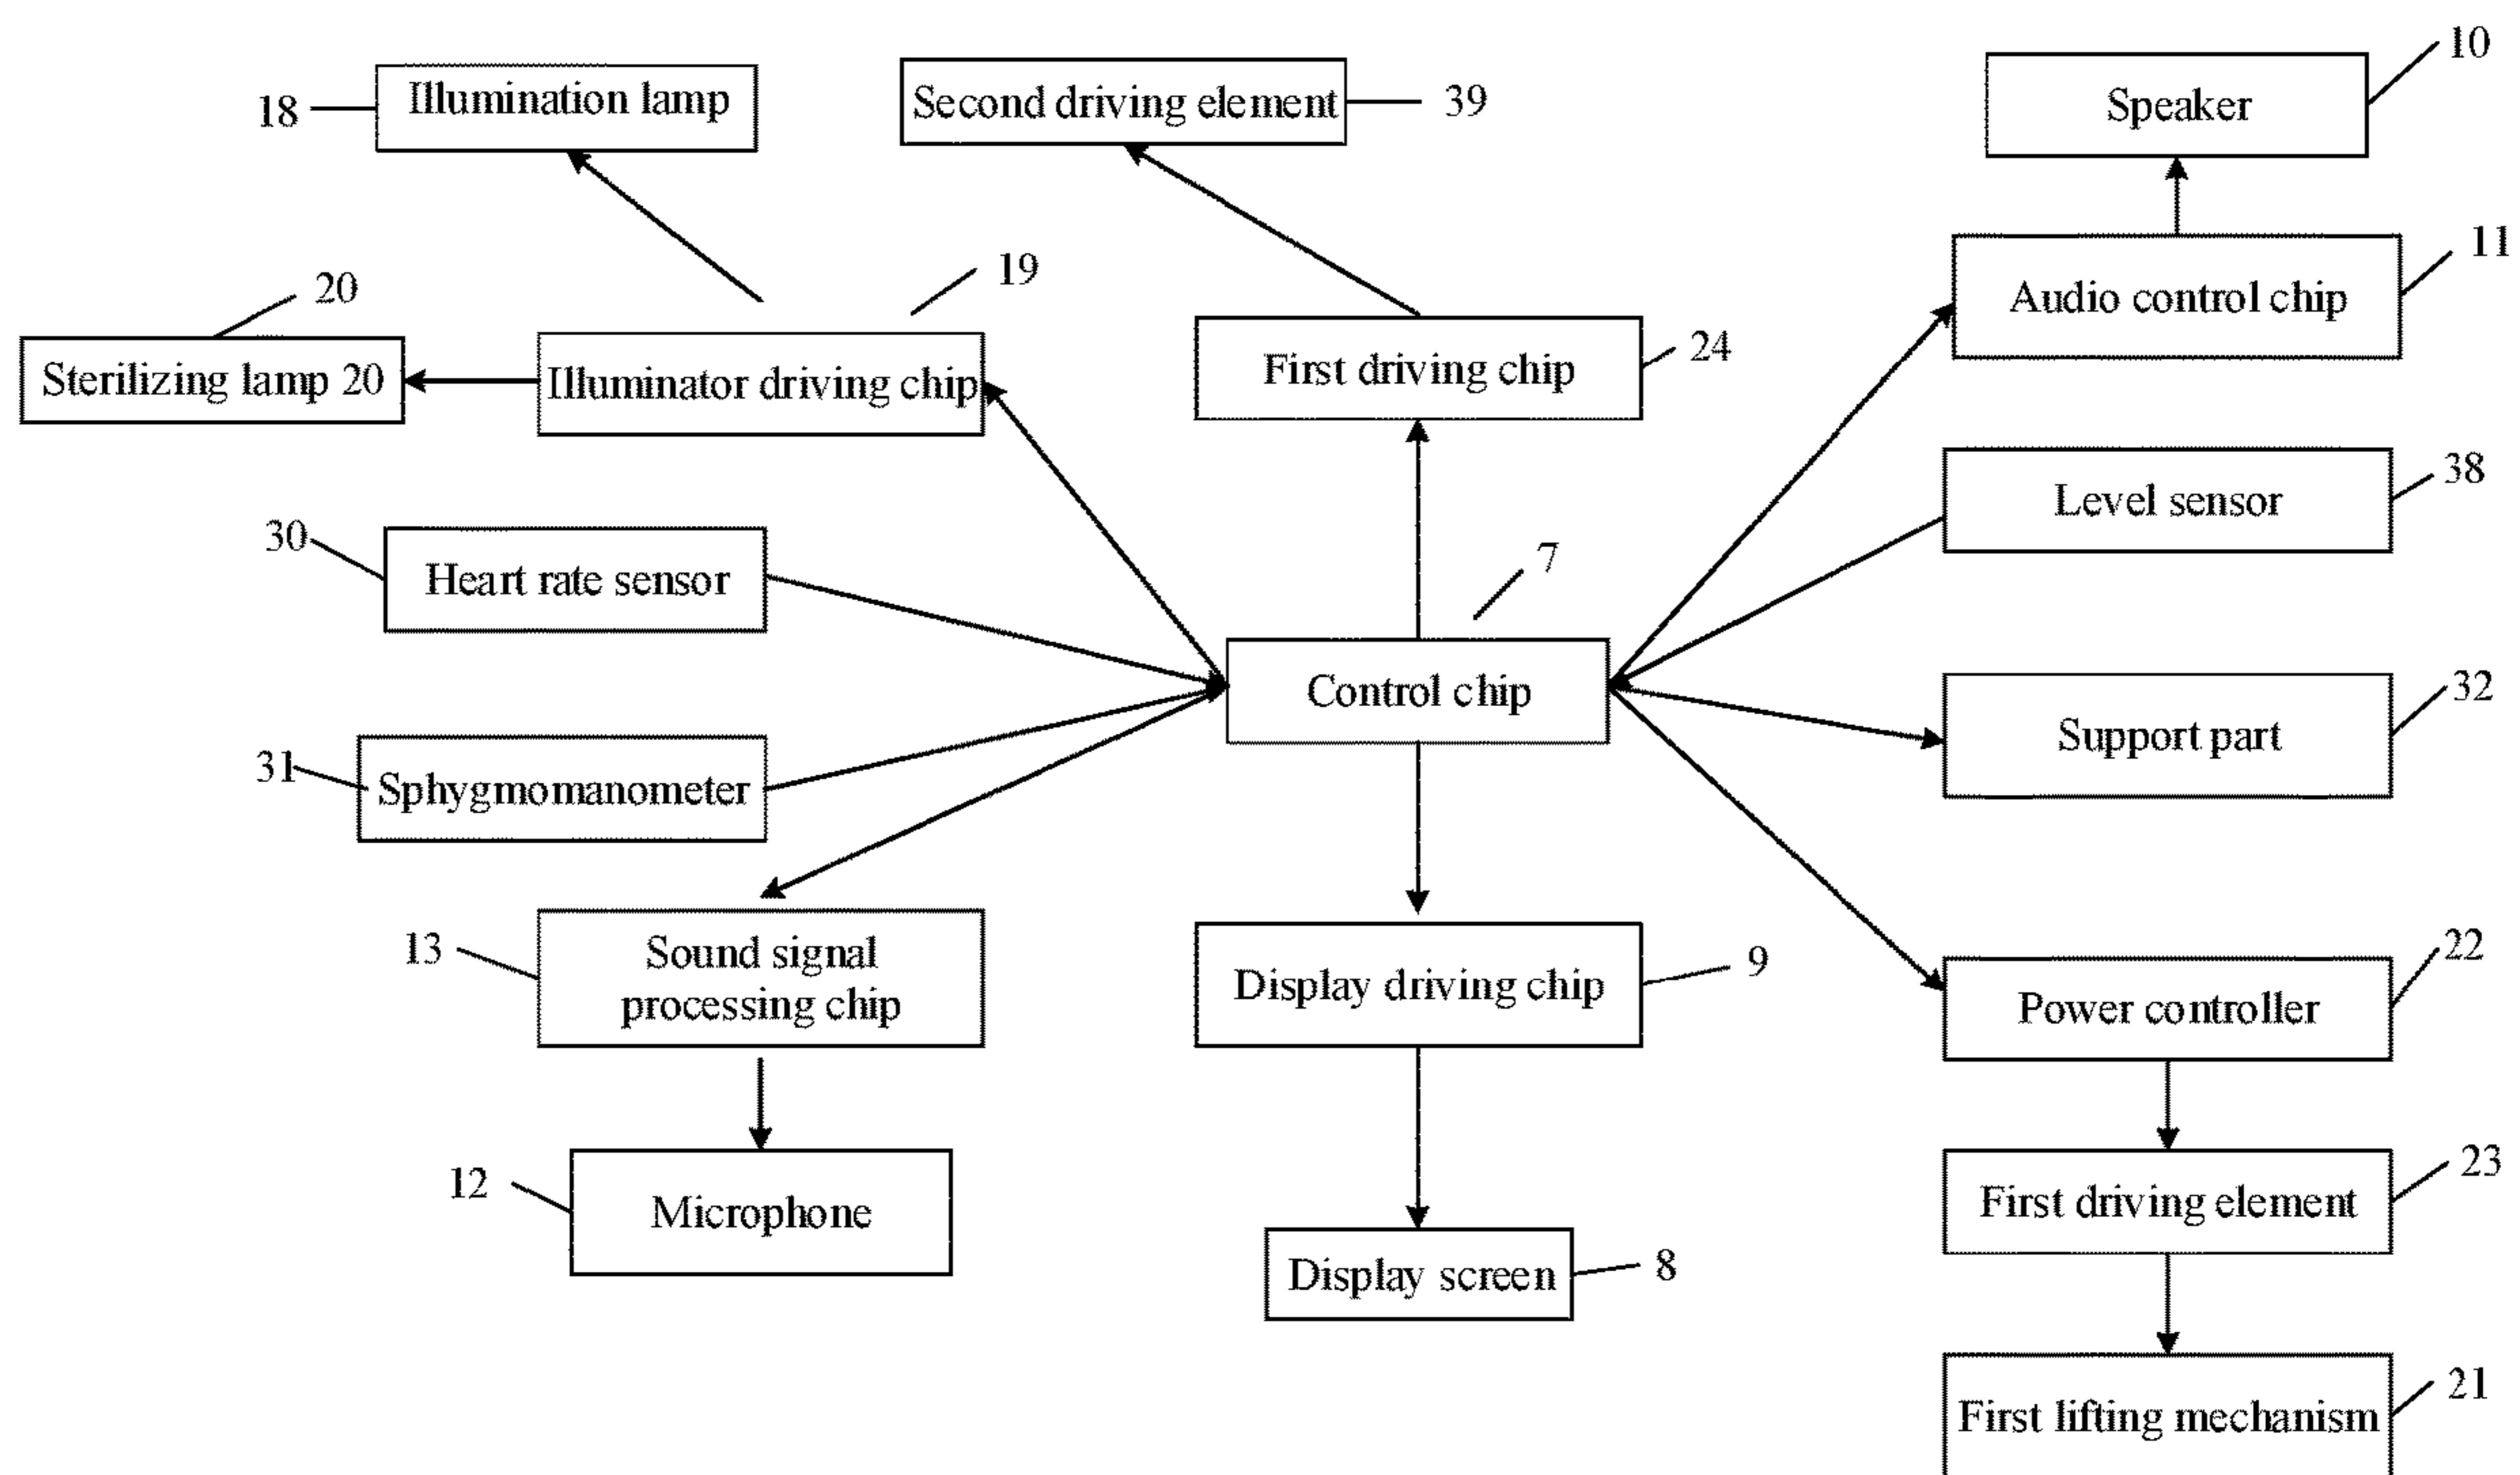 10
Illumination lamp
Second driving element
39
Speaker
18
11
19
20
Audio control chip
24
Sterilizing lamp 20
Illuminator driving chip
First driving chip
38
Level sensor
30
7
Heart rate sensor
32
Control chip
Support part
31
Sphygmomanometer
13
Sound signal
processing chip
9
Display driving chip
22
Power controller
12
Microphone
23
First driving element
8
Display screen
21
First lifting mechanism